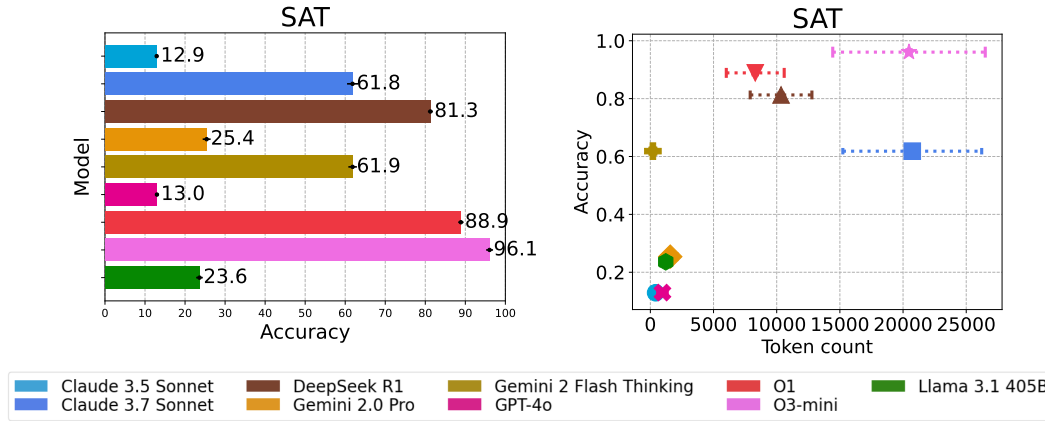 SAT
Model
12.9
61.8
81.3
25.4
61.9
13.0
88.9
96.1
23.6
0 10 20 30 40 50 60 70 80 90 100
Accuracy
SAT
Accuracy
1.0
0.8
0.6
0.4
0.2
0 5000 10000 15000 20000 25000
Token count
Claude 3.5 Sonnet DeepSeek R1 Gemini 2 Flash Thinking O1 Llama 3.1 405B
Claude 3.7 Sonnet Gemini 2.0 Pro GPT-4o O3-mini